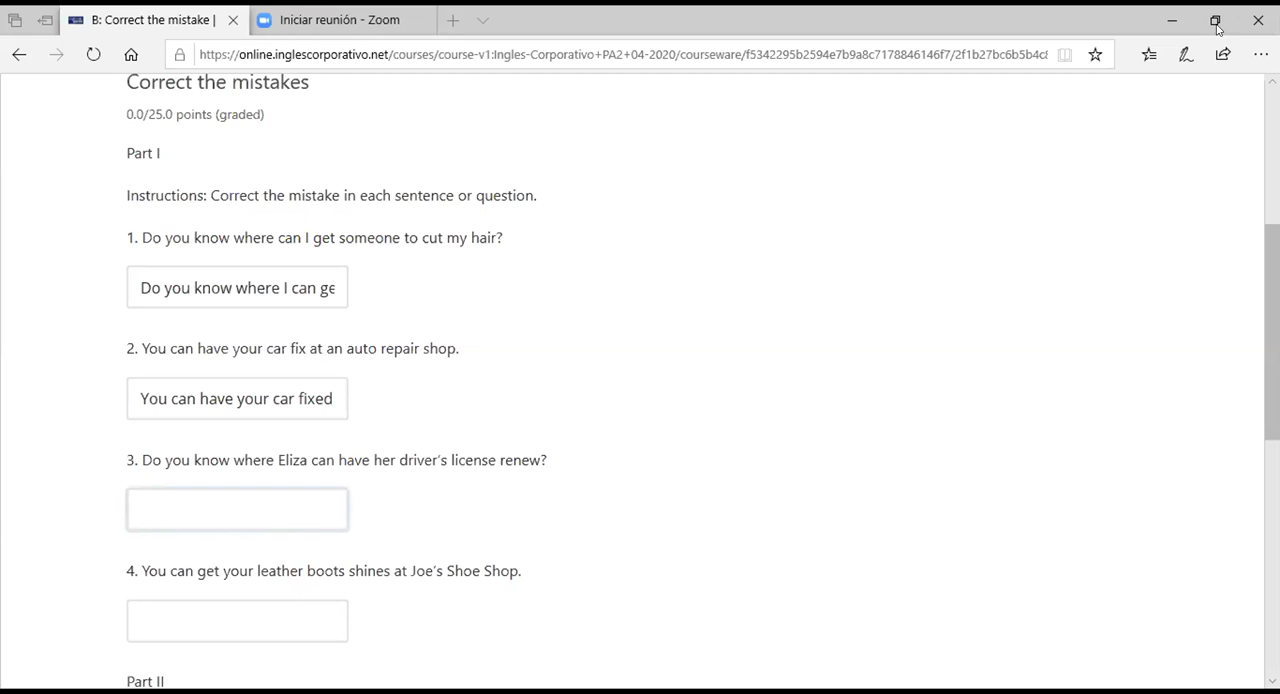 B: Correct the mistake |
Iniciar reunión - Zoom
https://online.inglescorporativo.net/courses/course-v1:Ingles-Corporativo+PA2+04-2020/courseware/f5342295b2594e7b9a8c7178846146f7/2f1b27bc6b5b4c8
Correct the mistakes
0.0/25.0 points (graded)
Part I
Instructions: Correct the mistake in each sentence or question.
1. Do you know where can I get someone to cut my hair?
Do you know where I can ge
2. You can have your car fix at an auto repair shop.
You can have your car fixed
3. Do you know where Eliza can have her driver's license renew?
4. You can get your leather boots shines at Joe's Shoe Shop.
Part II